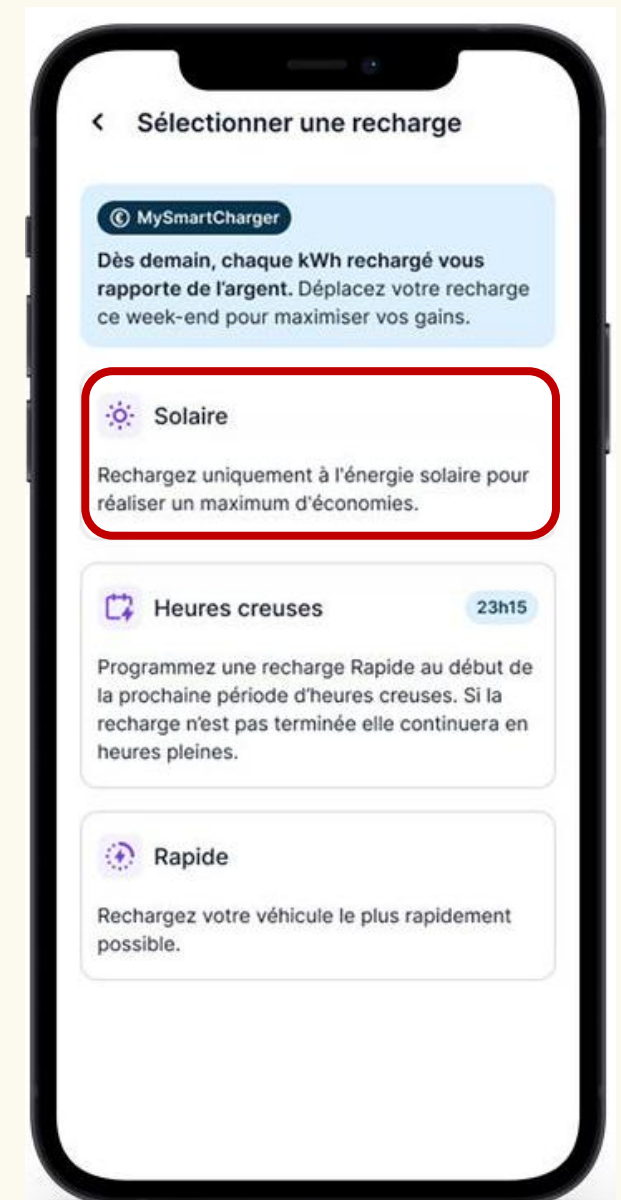 Sélectionner une recharge
MySmartCharger
Dès demain, chaque kWh rechargé vous
rapporte de l'argent. Déplacez votre recharge
ce week-end pour maximiser vos gains.
Solaire
Rechargez uniquement à l'énergie solaire pour
réaliser un maximum d'économies.
Heures creuses 23h15
Programmez une recharge Rapide au début de
la prochaine période d'heures creuses. Si la
recharge n'est pas terminée elle continuera en
heures pleines.
Rapide
Rechargez votre véhicule le plus rapidement
possible.